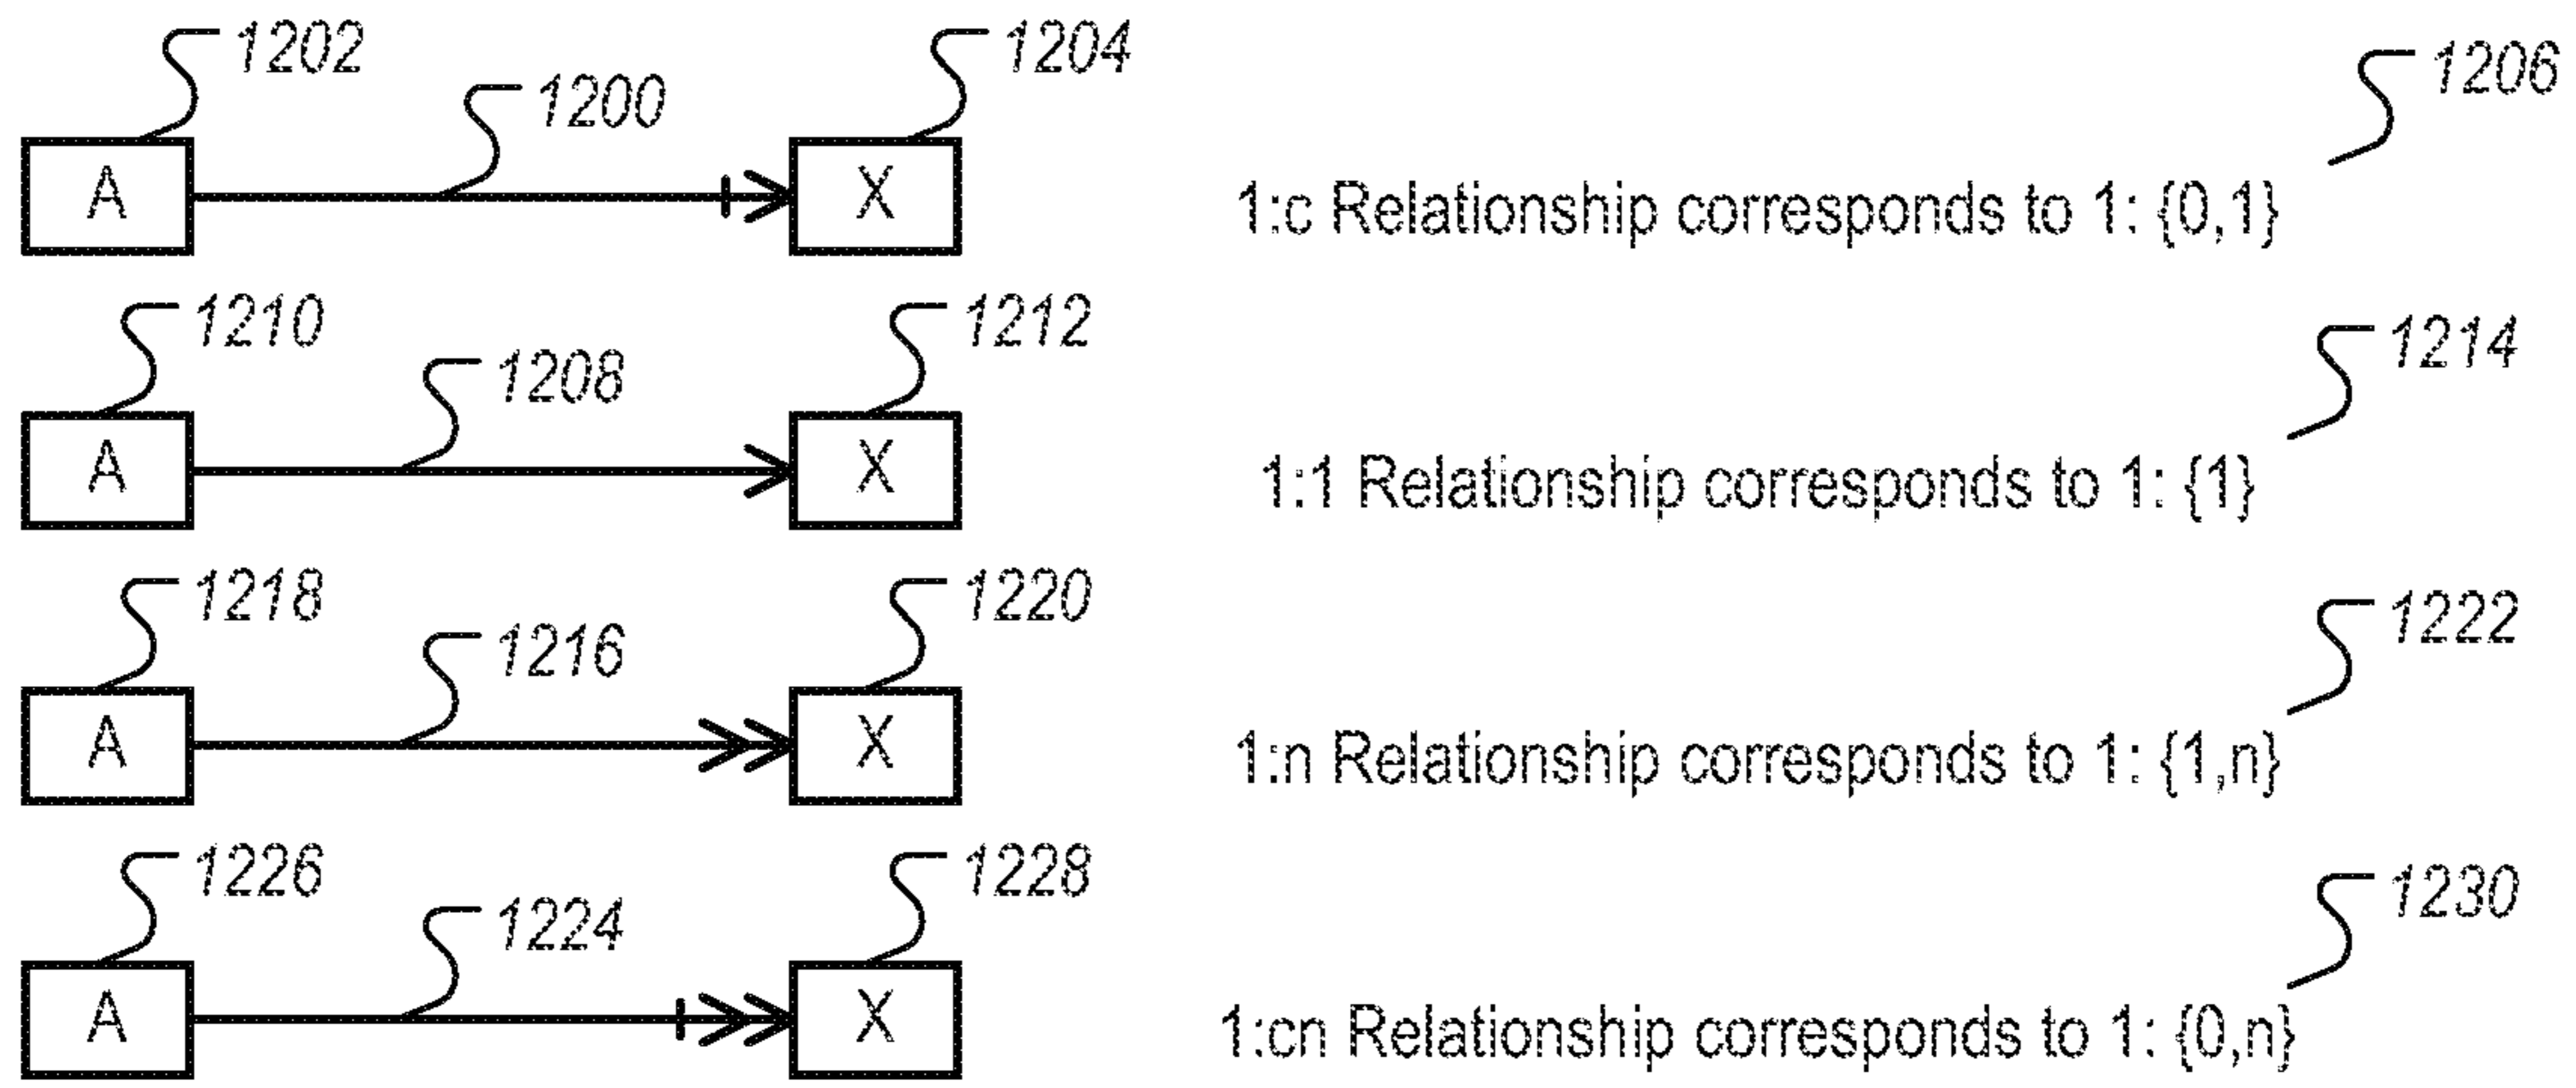 1202
1204
1206
1200
A
X
1:c Relationship corresponds to 1: {0,1}
1210
1212
1214
1208
A
X
1:1 Relationship corresponds to 1: {1}
1218
1220
1222
1216
A
X
1:n Relationship corresponds to 1: {1,n}
1226
1228
1230
1224
A
X
1:cn Relationship corresponds to 1: {0,n}